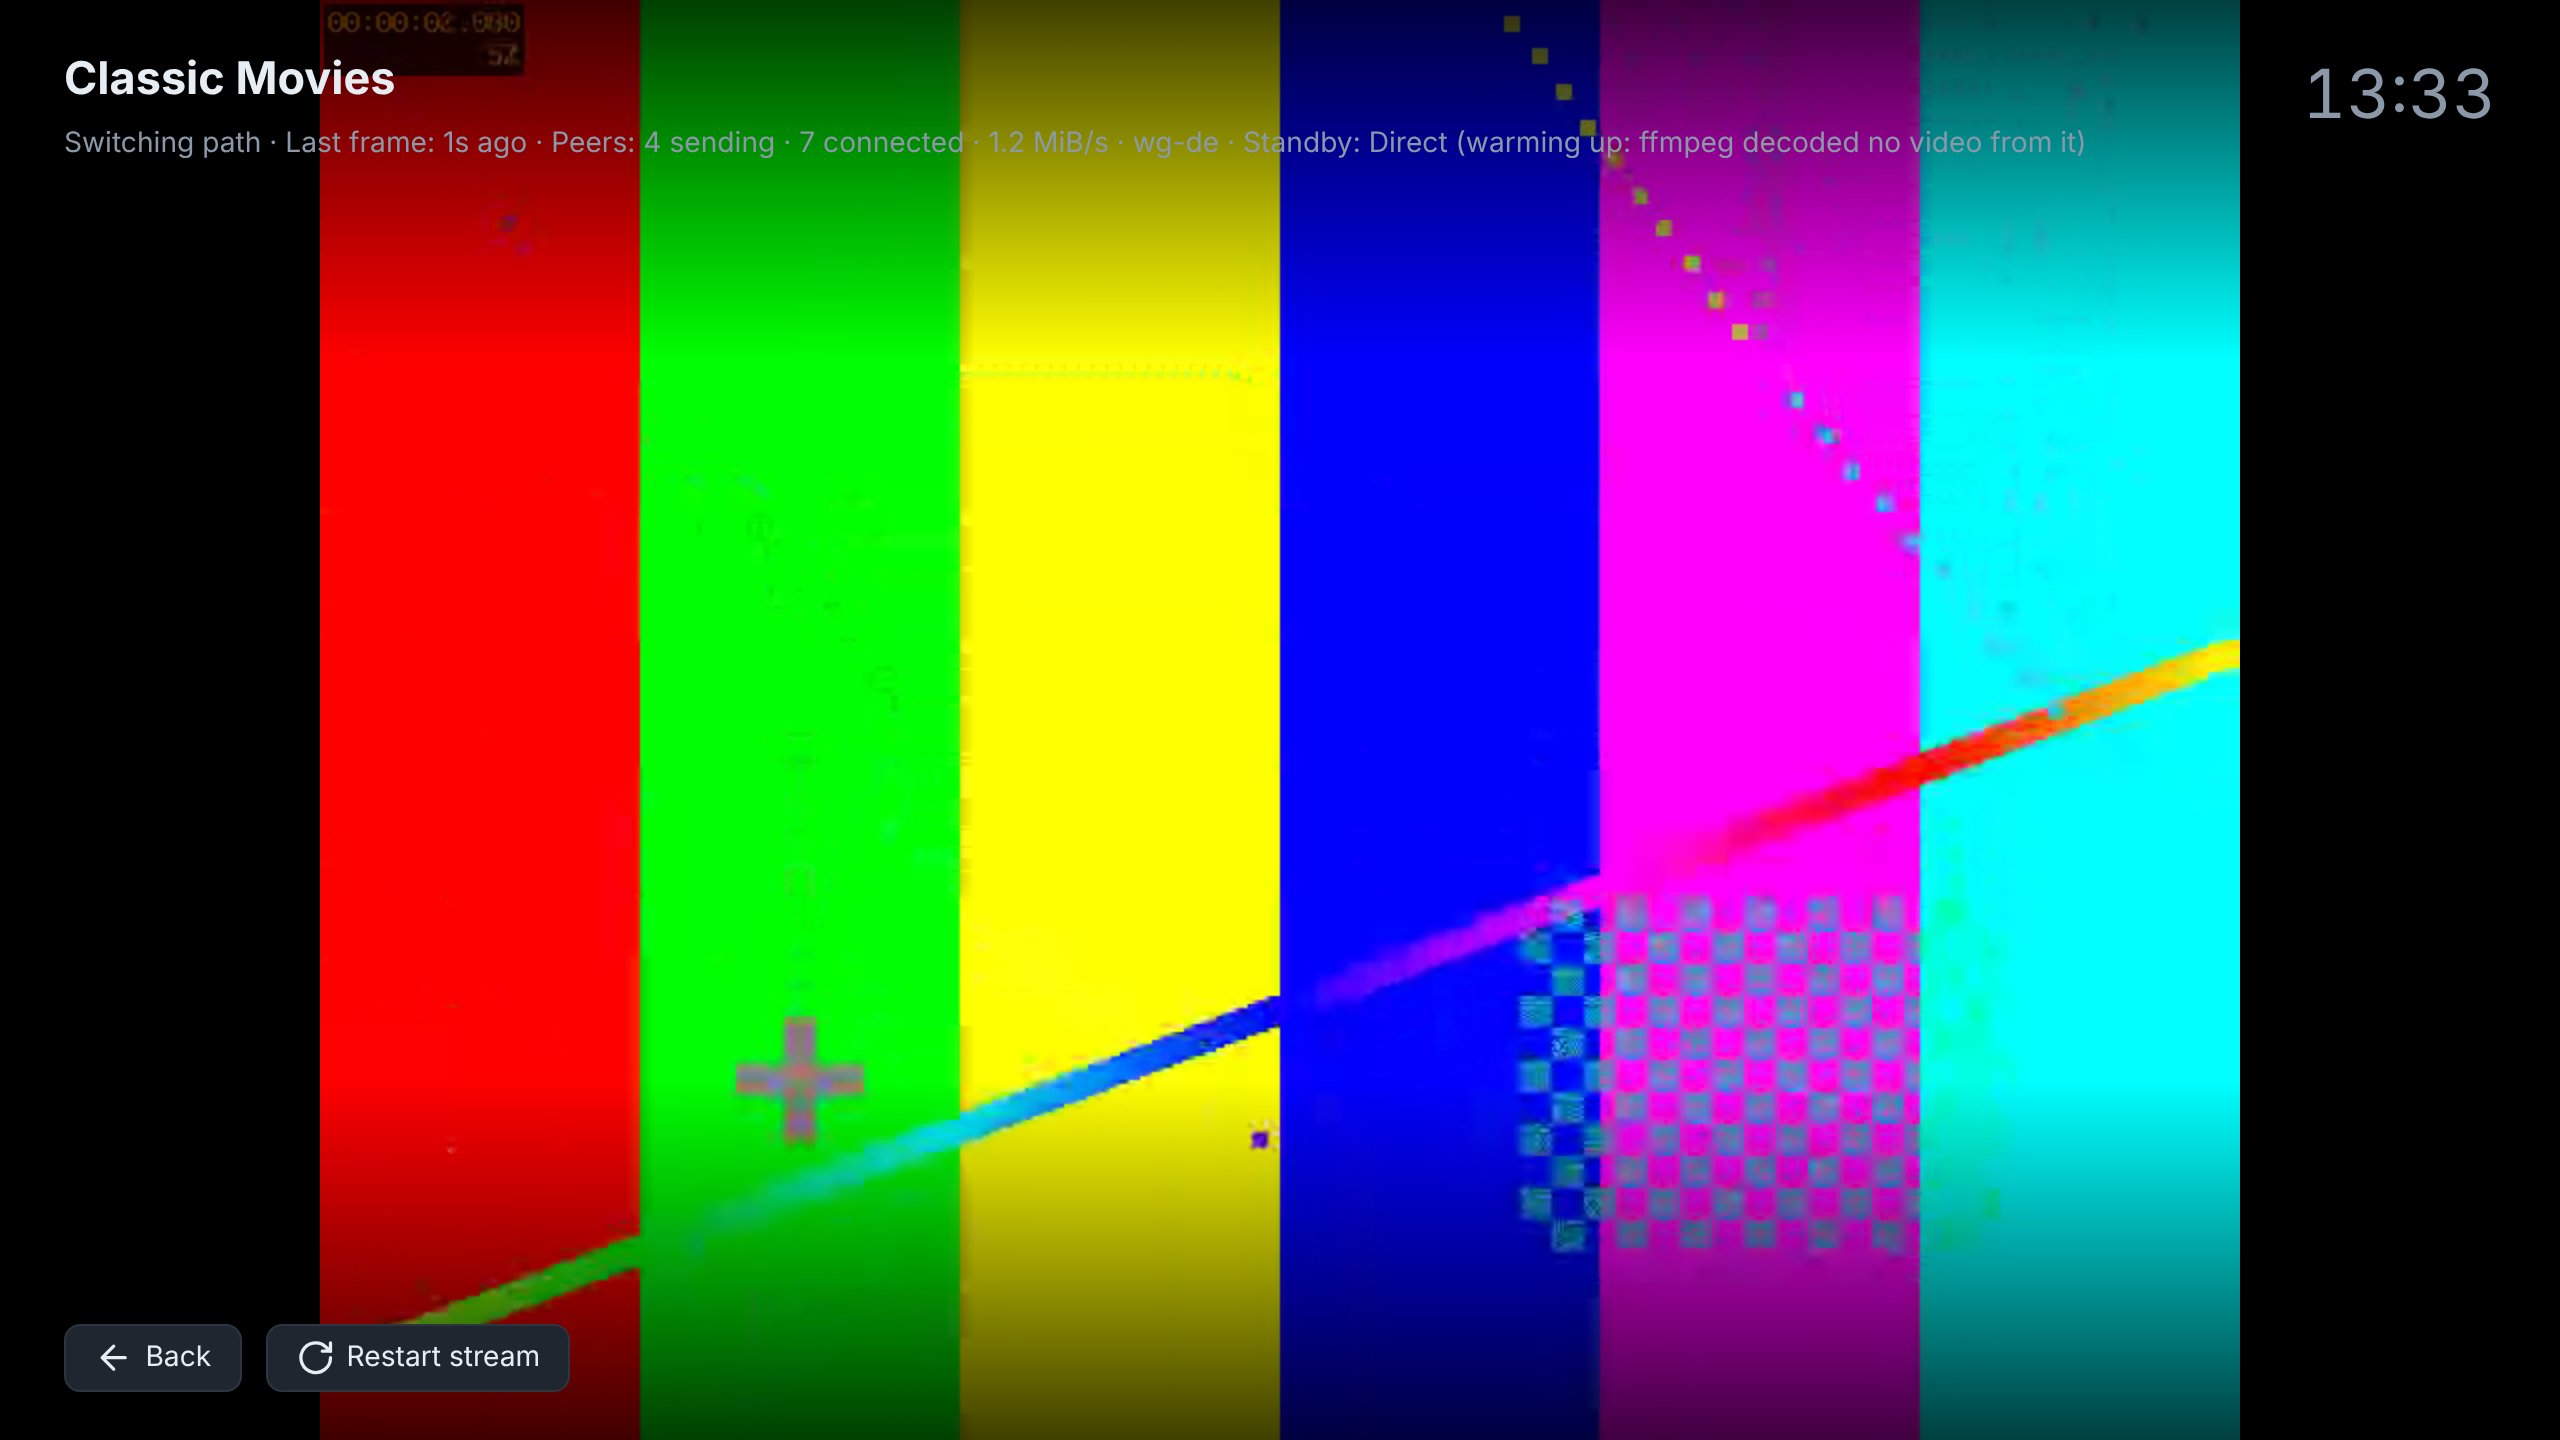 Classic Movies
13:33
Switching path · Last frame: 1s ago · Peers: 4 sending · 7 connected · 1.2 MiB/s · wg-de · Standby: Direct (warming up: ffmpeg decoded no video from it)
Back
Restart stream